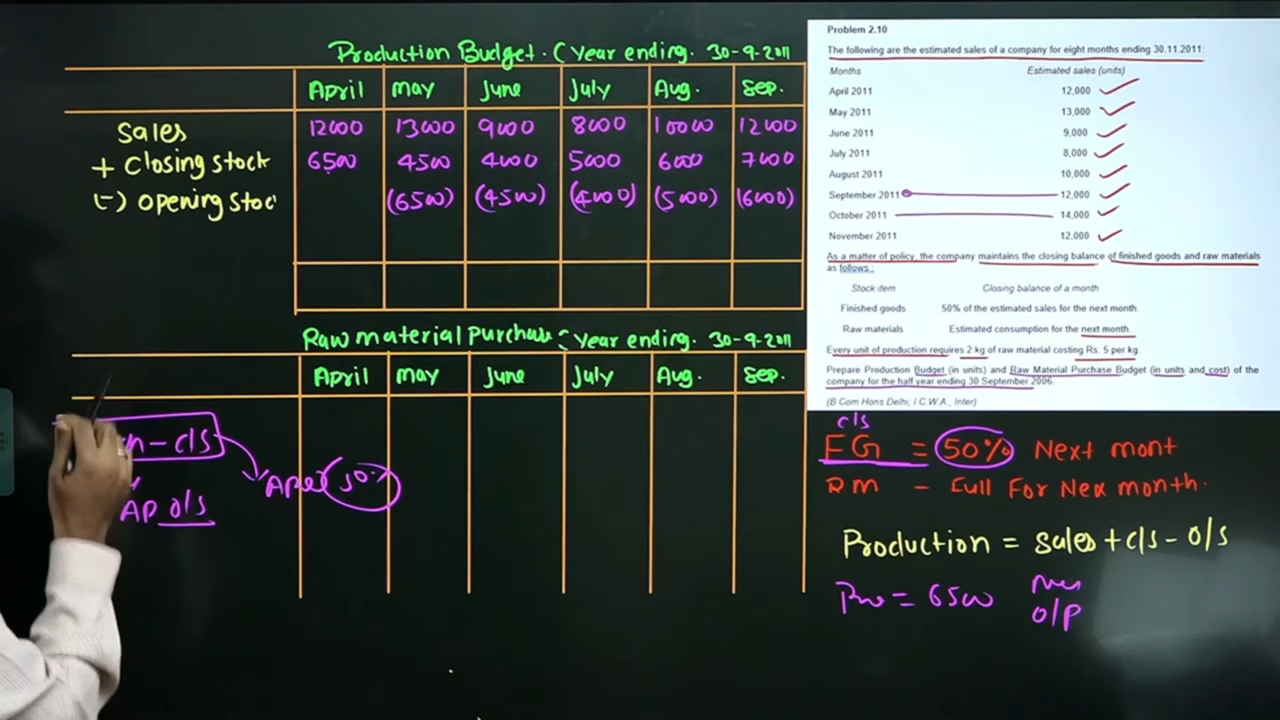 Production Budget. (Year ending. 30-9-2011
April May June July Aug. Sep.
Sales 12000 13000 9000 8000 10000 12000
+ Closing stock 6500 4500 4000 5000 6000 7000
(-) opening stoc (6500) (4500) (4000) (5000) (6000)
Raw material purchase :- Year ending. 30-9-2011
April May June July Aug. Sep.
- c/s
April 50%
AP o/s
Problem 2.10
The following are the estimated sales of a company for eight months ending 30.11.2011:
Months Estimated sales (units)
April 2011 12,000
May 2011 13,000
June 2011 9,000
July 2011 8,000
August 2011 10,000
September 2011 12,000
October 2011 14,000
November 2011 12,000
As a matter of policy, the company maintains the closing balance of finished goods and raw materials
as follows :
Stock item Closing balance of a month
Finished goods 50% of the estimated sales for the next month.
Raw materials Estimated consumption for the next month.
Every unit of production requires 2 kg of raw material costing Rs. 5 per kg.
Prepare Production Budget (in units) and Raw Material Purchase Budget (in units and cost) of the
company for the half year ending 30 September 2006.
(B Com Hons Delhi, I.C.W.A., Inter)
c/s
FG = 50% Next mont
RM - Full For Nex month.
Production = sales + c/s - o/s
= 6500
O/P